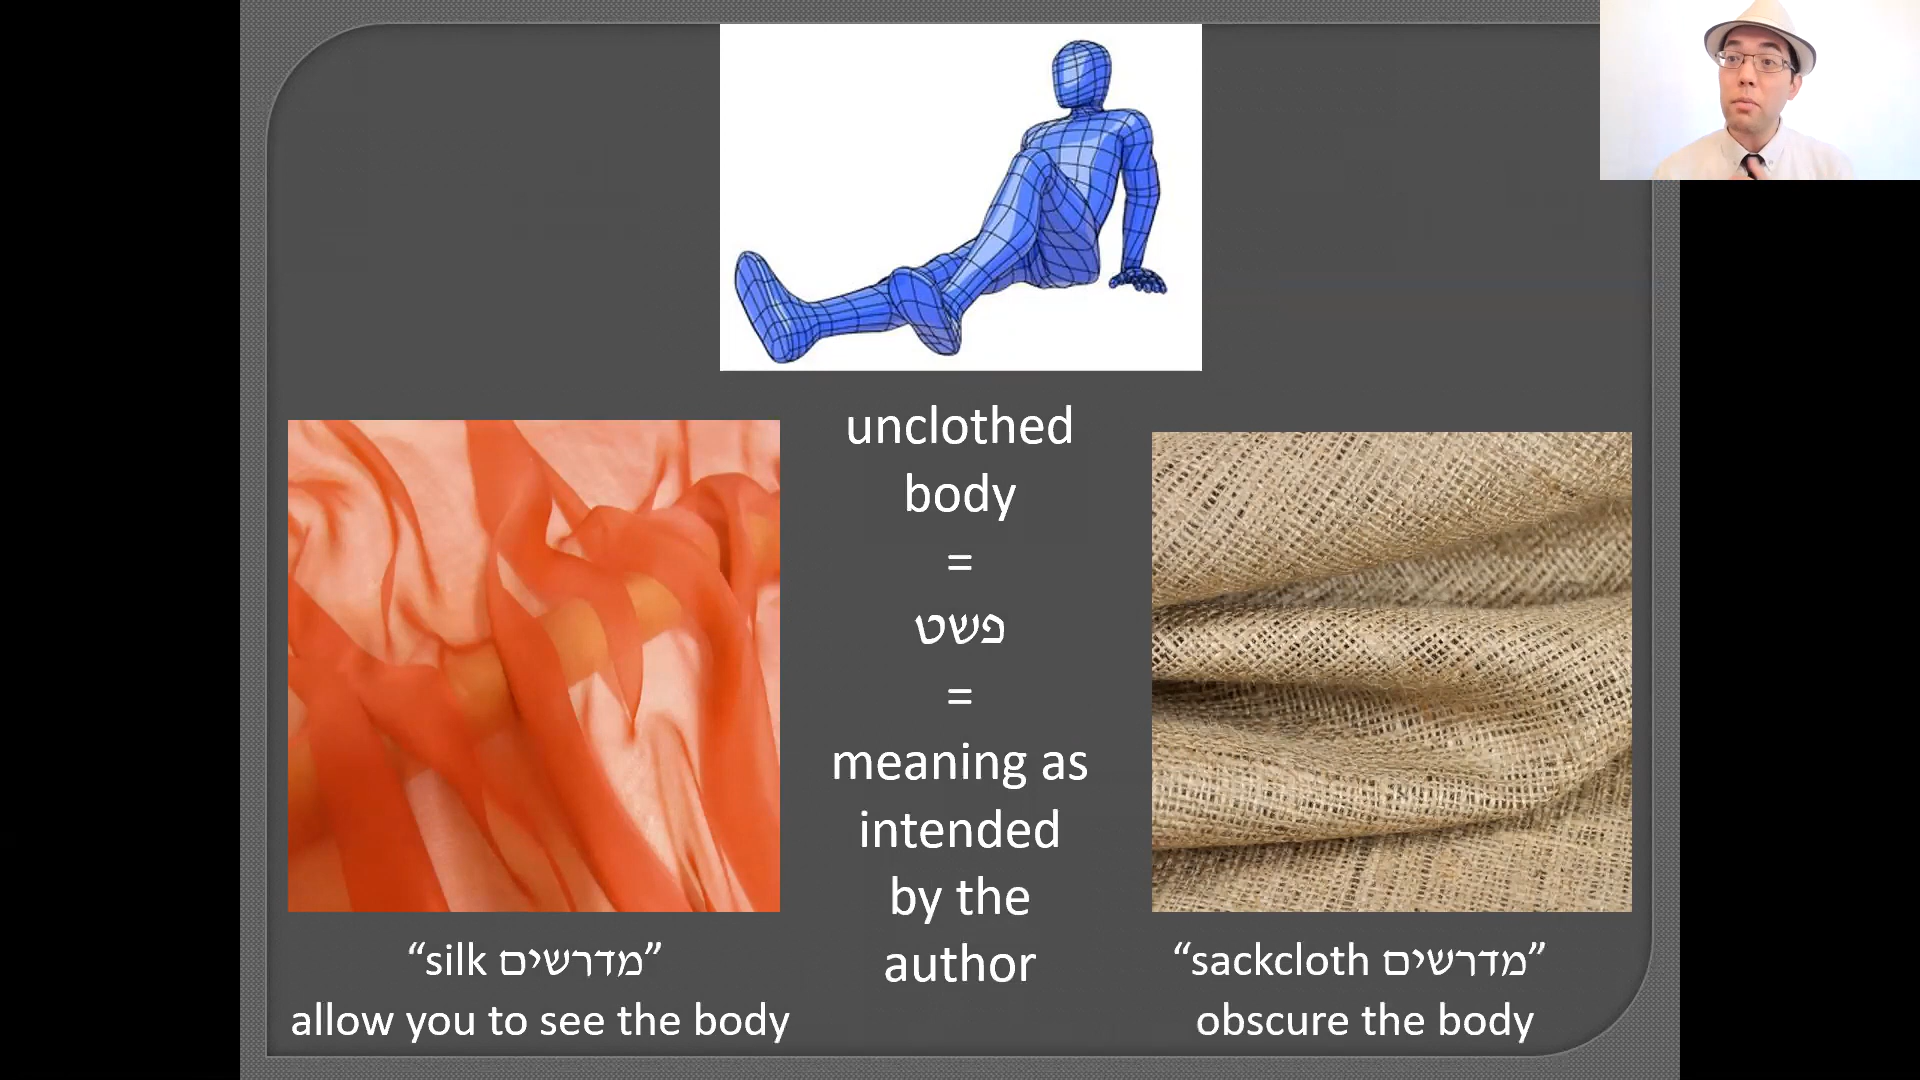 unclothed
body
=
פשט
=
meaning as
intended
by the
author
“silk מדרשים”
allow you to see the body
“sackcloth מדרשים”
obscure the body